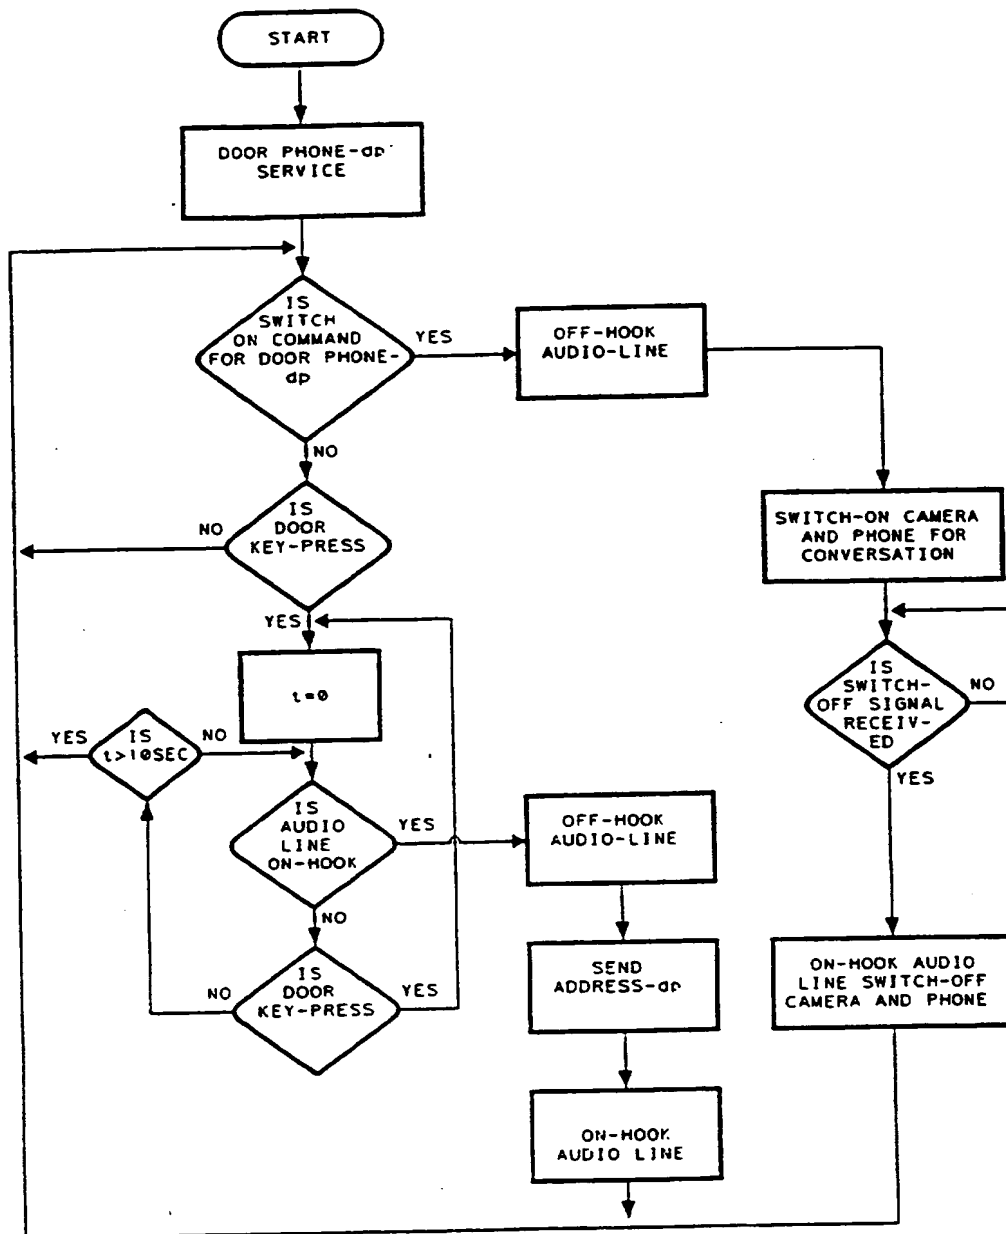 START
DOOR PHONE-dp
SERVICE
IS
SWITCH
ON COMMAND
FOR DOOR PHONE-
dp
YES
OFF-HOOK
AUDIO-LINE
NO
IS
DOOR
KEY-PRESS
NO
SWITCH-ON CAMERA
AND PHONE FOR
CONVERSATION
YES
t=0
IS
SWITCH-
OFF SIGNAL
RECEIV-
ED
NO
YES
IS
t>10SEC
YES
NO
IS
AUDIO
LINE
ON-HOOK
YES
OFF-HOOK
AUDIO-LINE
NO
IS
DOOR
KEY-PRESS
NO
YES
SEND
ADDRESS-dp
ON-HOOK AUDIO
LINE SWITCH-OFF
CAMERA AND PHONE
ON-HOOK
AUDIO LINE